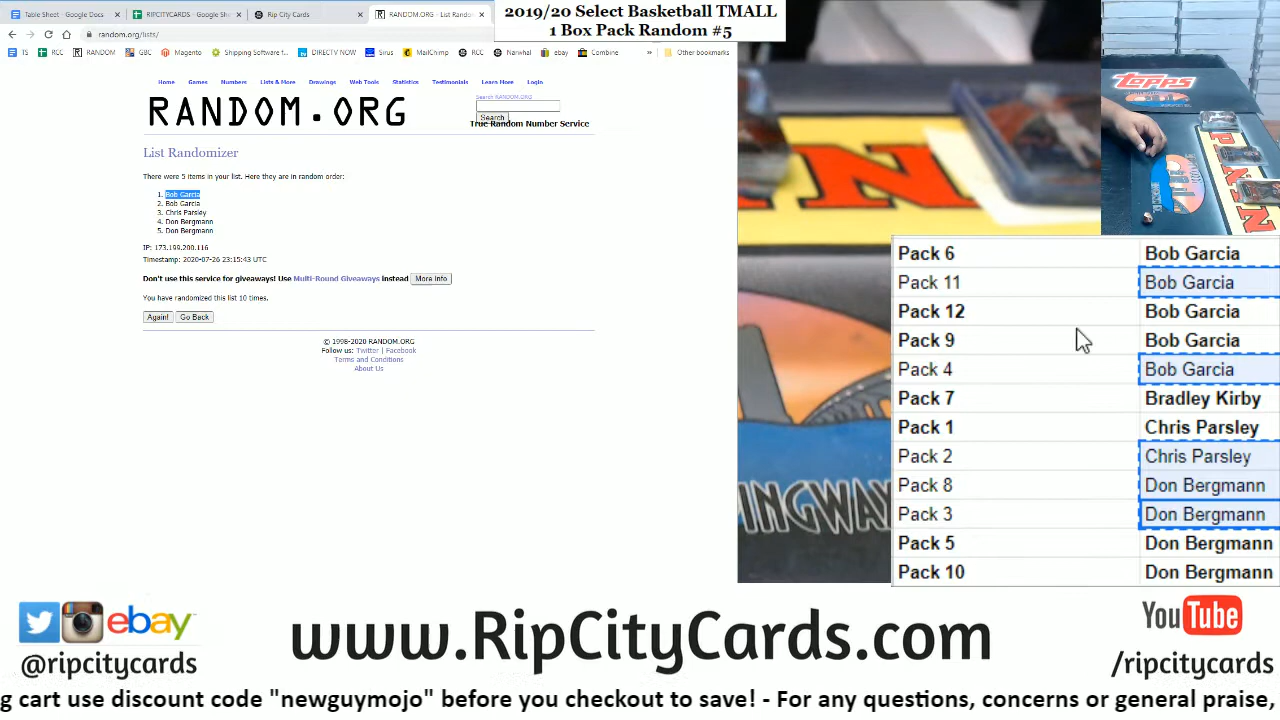 Table Sheet - Google Docs
RIPCITYCARDS - Google Sh
Rip City Cards
RANDOM.ORG - List Rando
2019/20 Select Basketball TMALL
1 Box Pack Random #5
random.org/lists/
TS
RCC
RANDOM
GBC
Magento
Shipping Software f...
DIRECTV NOW
Sirus
MailChimp
RCC
Narwhal
ebay
Combine
»
Other bookmarks
Home
Games
Numbers
Lists & More
Drawings
Web Tools
Statistics
Testimonials
Learn More
Login
RANDOM.ORG
Search RANDOM.ORG
Search
True Random Number Service
List Randomizer
There were 5 items in your list. Here they are in random order:
1. Bob Garcia
2. Bob Garcia
3. Chris Parsley
4. Don Bergmann
5. Don Bergmann
IP: 173.199.200.116
Timestamp: 2020-07-26 23:15:43 UTC
Don't use this service for giveaways! Use Multi-Round Giveaways instead
More Info
You have randomized this list 10 times.
Again!
Go Back
© 1998-2020 RANDOM.ORG
Follow us: Twitter | Facebook
Terms and Conditions
About Us
Topps
Pack 6 Bob Garcia
Pack 11 Bob Garcia
Pack 12 Bob Garcia
Pack 9 Bob Garcia
Pack 4 Bob Garcia
Pack 7 Bradley Kirby
Pack 1 Chris Parsley
Pack 2 Chris Parsley
Pack 8 Don Bergmann
Pack 3 Don Bergmann
Pack 5 Don Bergmann
Pack 10 Don Bergmann
ebay
@ripcitycards
www.RipCityCards.com
YouTube
/ripcitycards
g cart use discount code "newguymojo" before you checkout to save! - For any questions, concerns or general praise,